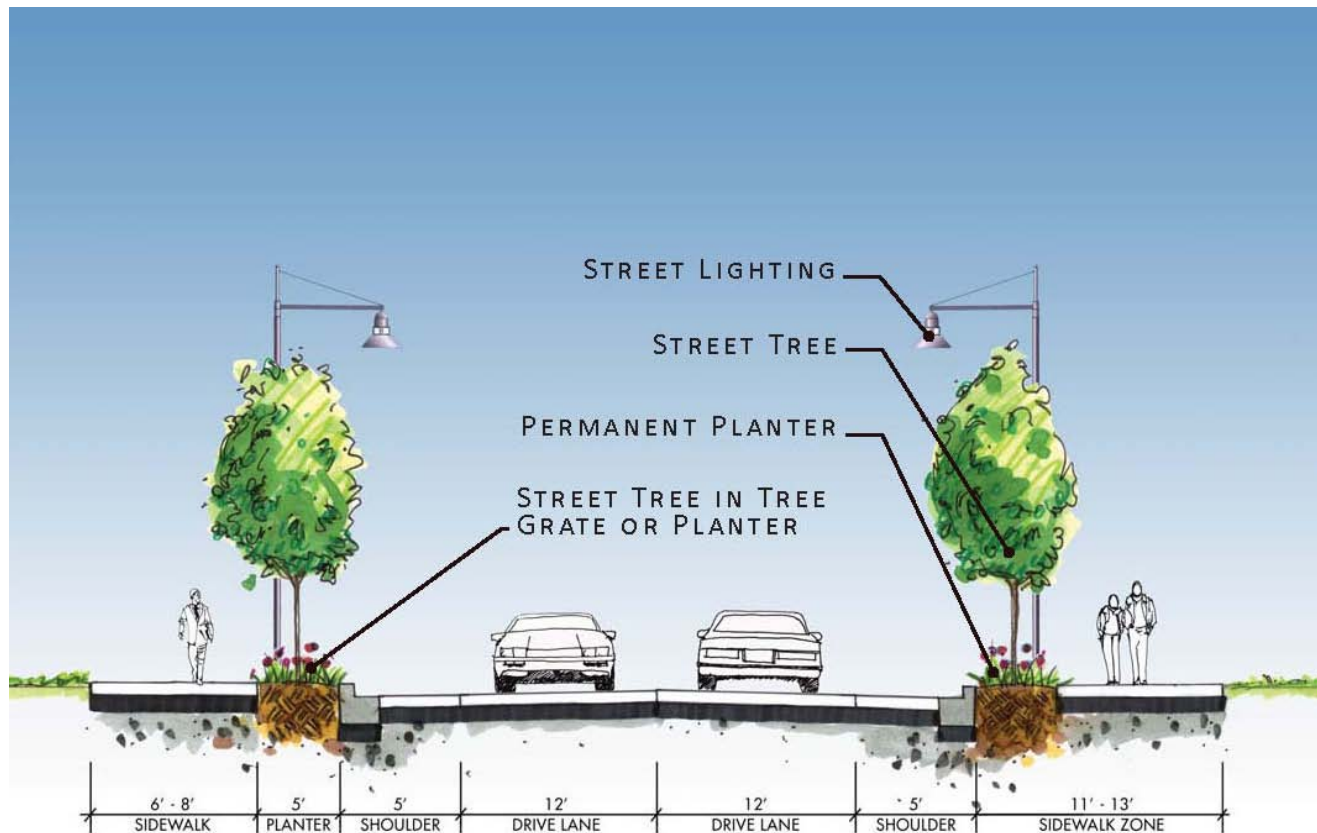 STREET LIGHTING
STREET TREE
PERMANENT PLANTER
STREET TREE IN TREE
GRATE OR PLANTER
6' - 8'
SIDEWALK
5'
PLANTER
5'
SHOULDER
12'
DRIVE LANE
12'
DRIVE LANE
5'
SHOULDER
11' - 13'
SIDEWALK ZONE